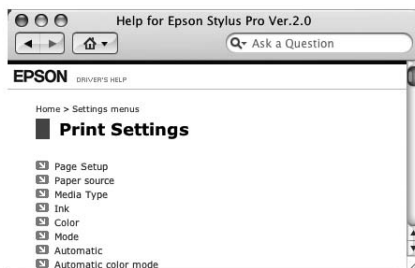 Help for Epson Stylus Pro Ver.2.0
Ask a Question
EPSON DRIVER'S HELP
Home > Settings menus
Print Settings
Page Setup
Paper source
Media Type
Ink
Color
Mode
Automatic
Automatic color mode